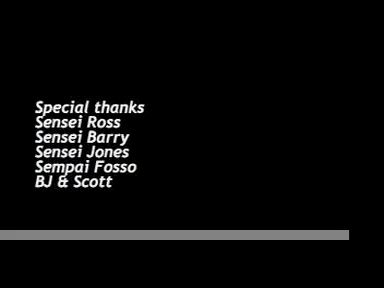 Special thanks
Sensei Ross
Sensei Barry
Sensei Jones
Sempai Fosso
BJ & Scott